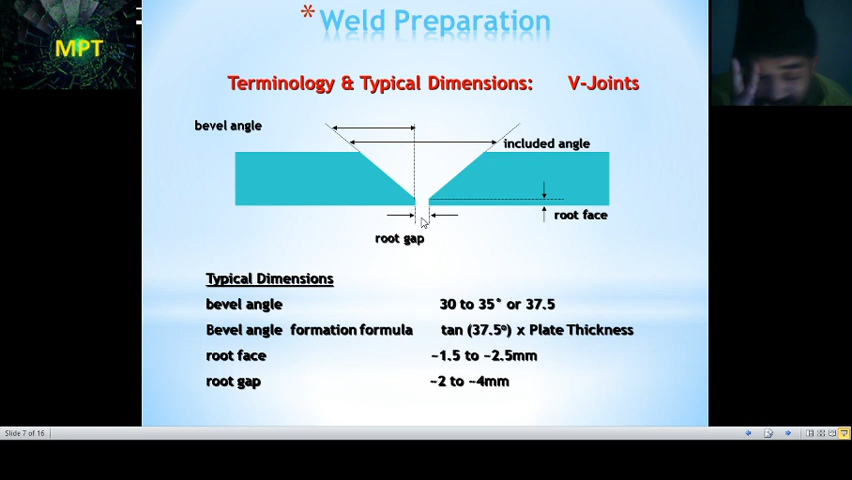 MPT
*Weld Preparation
Terminology & Typical Dimensions: V-Joints
bevel angle
included angle
root face
root gap
Typical Dimensions
bevel angle 30 to 35° or 37.5
Bevel angle formation formula tan (37.5º) x Plate Thickness
root face ~1.5 to ~2.5mm
root gap ~2 to ~4mm
Slide 7 of 16